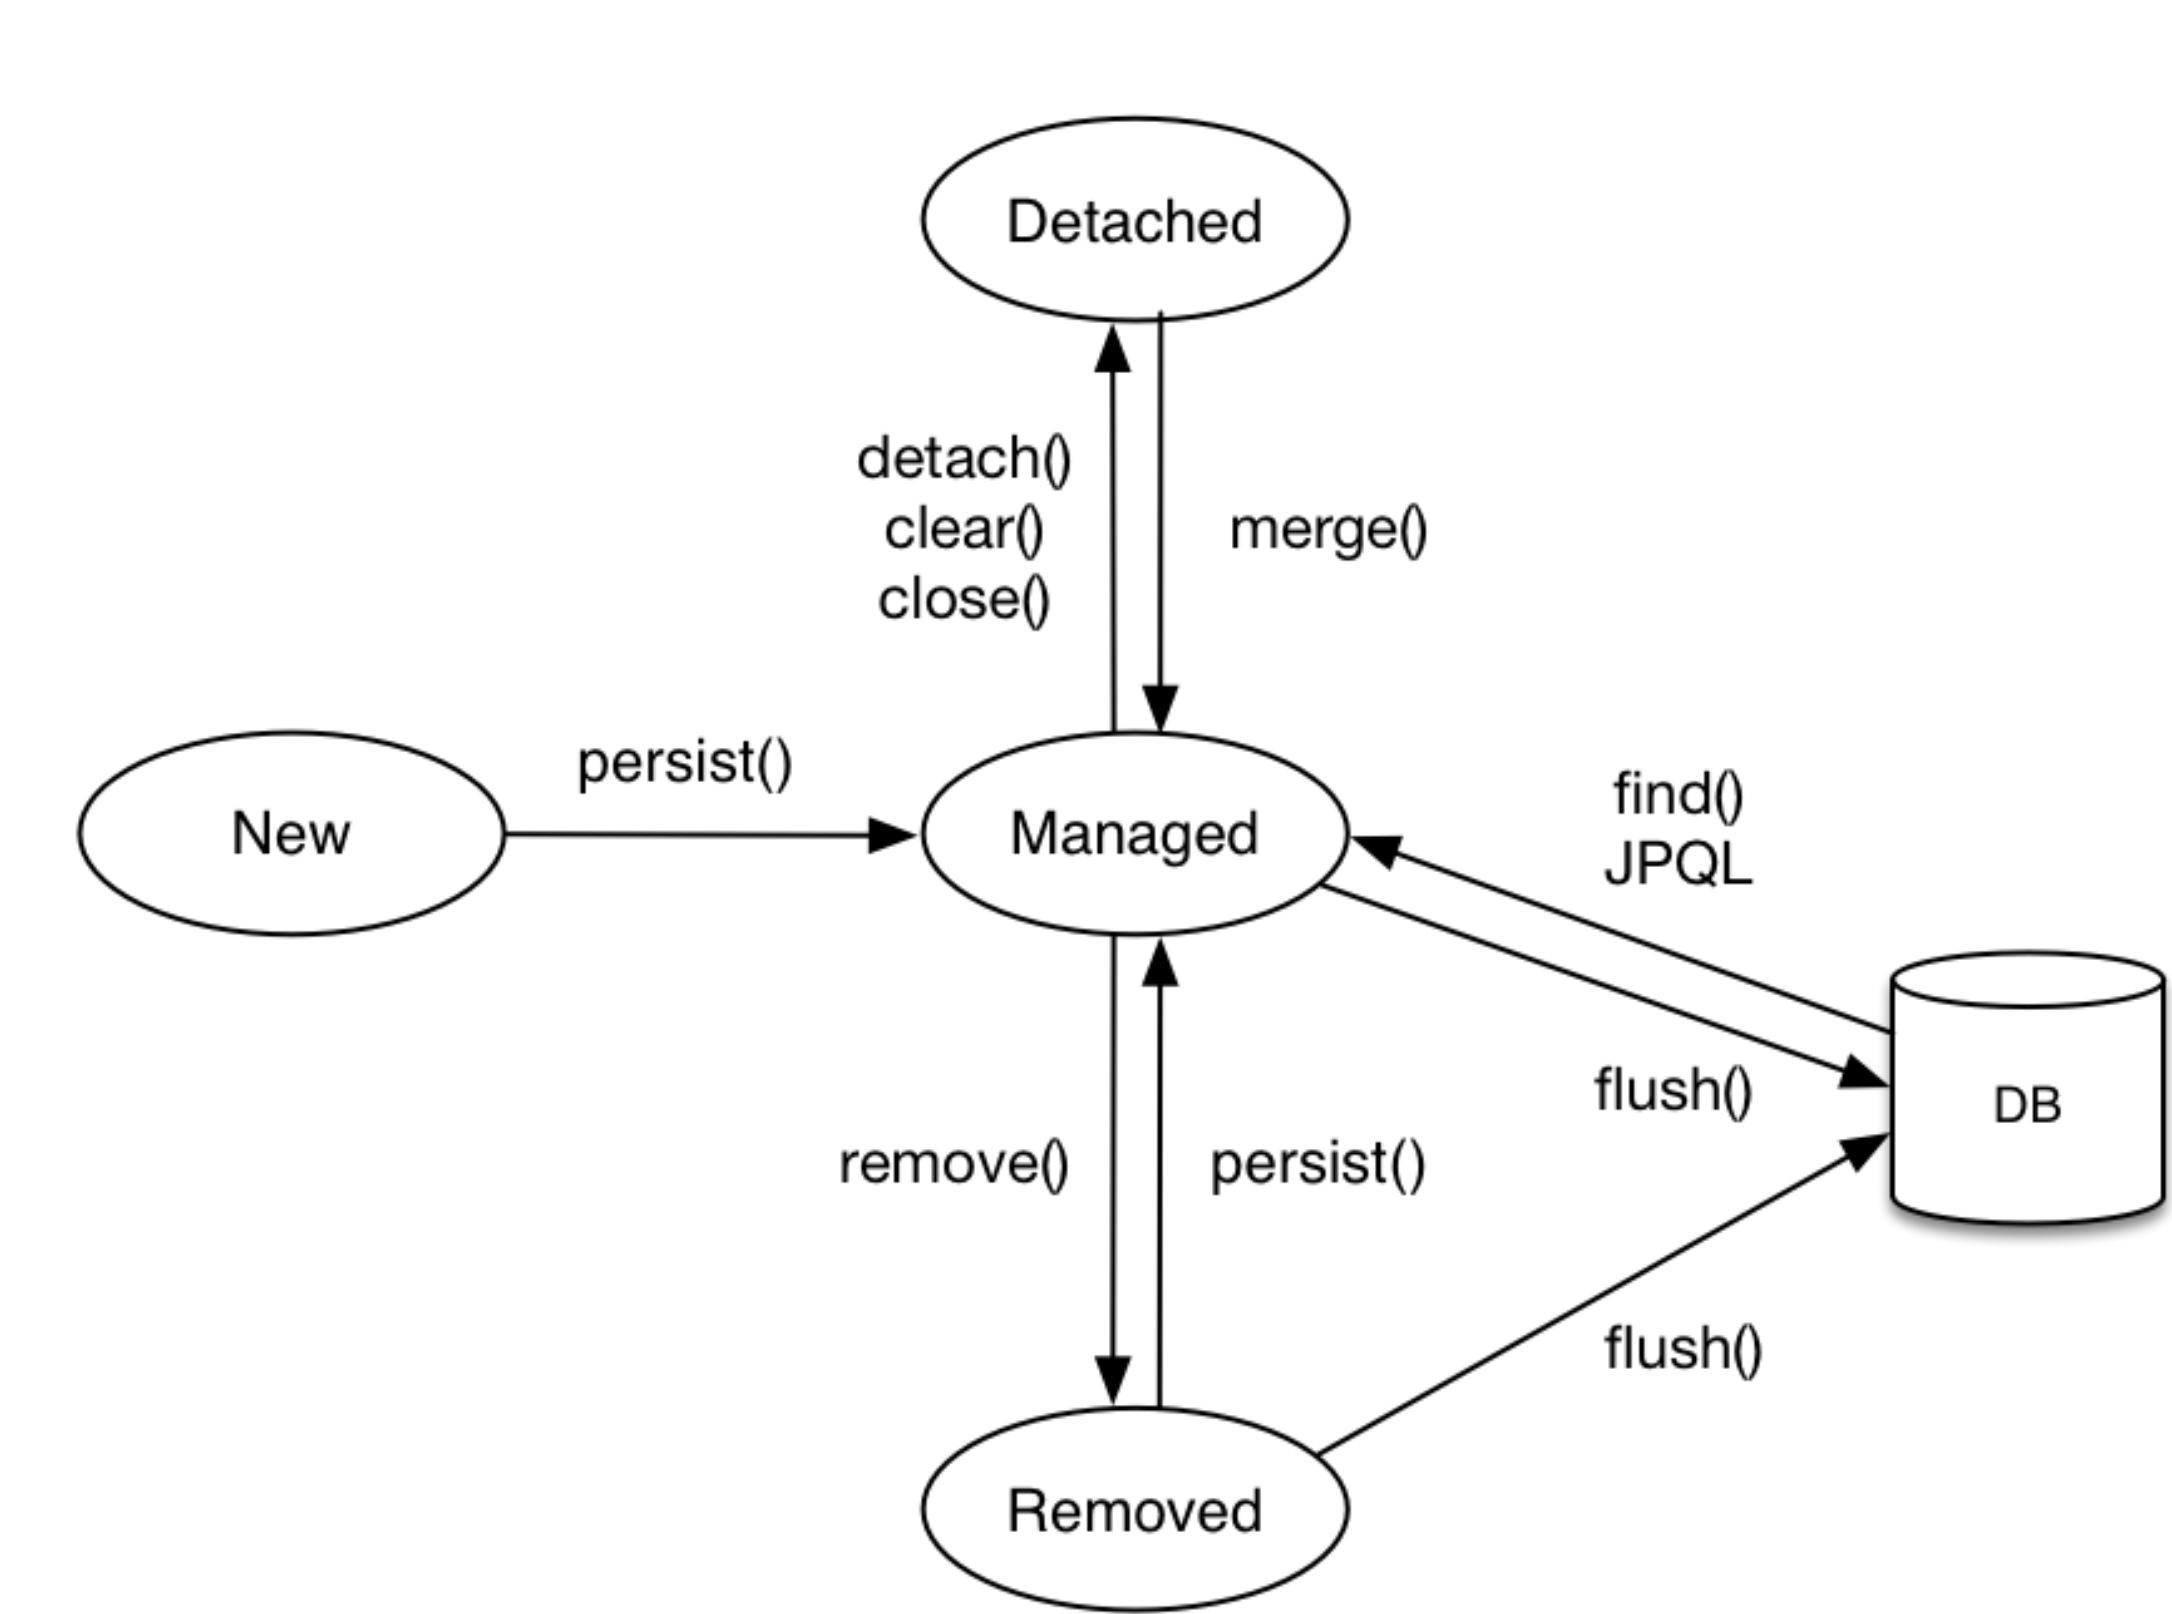 Detached
detach()
clear()
close()
merge()
New
persist()
Managed
find()
JPQL
flush()
DB
remove()
persist()
flush()
Removed